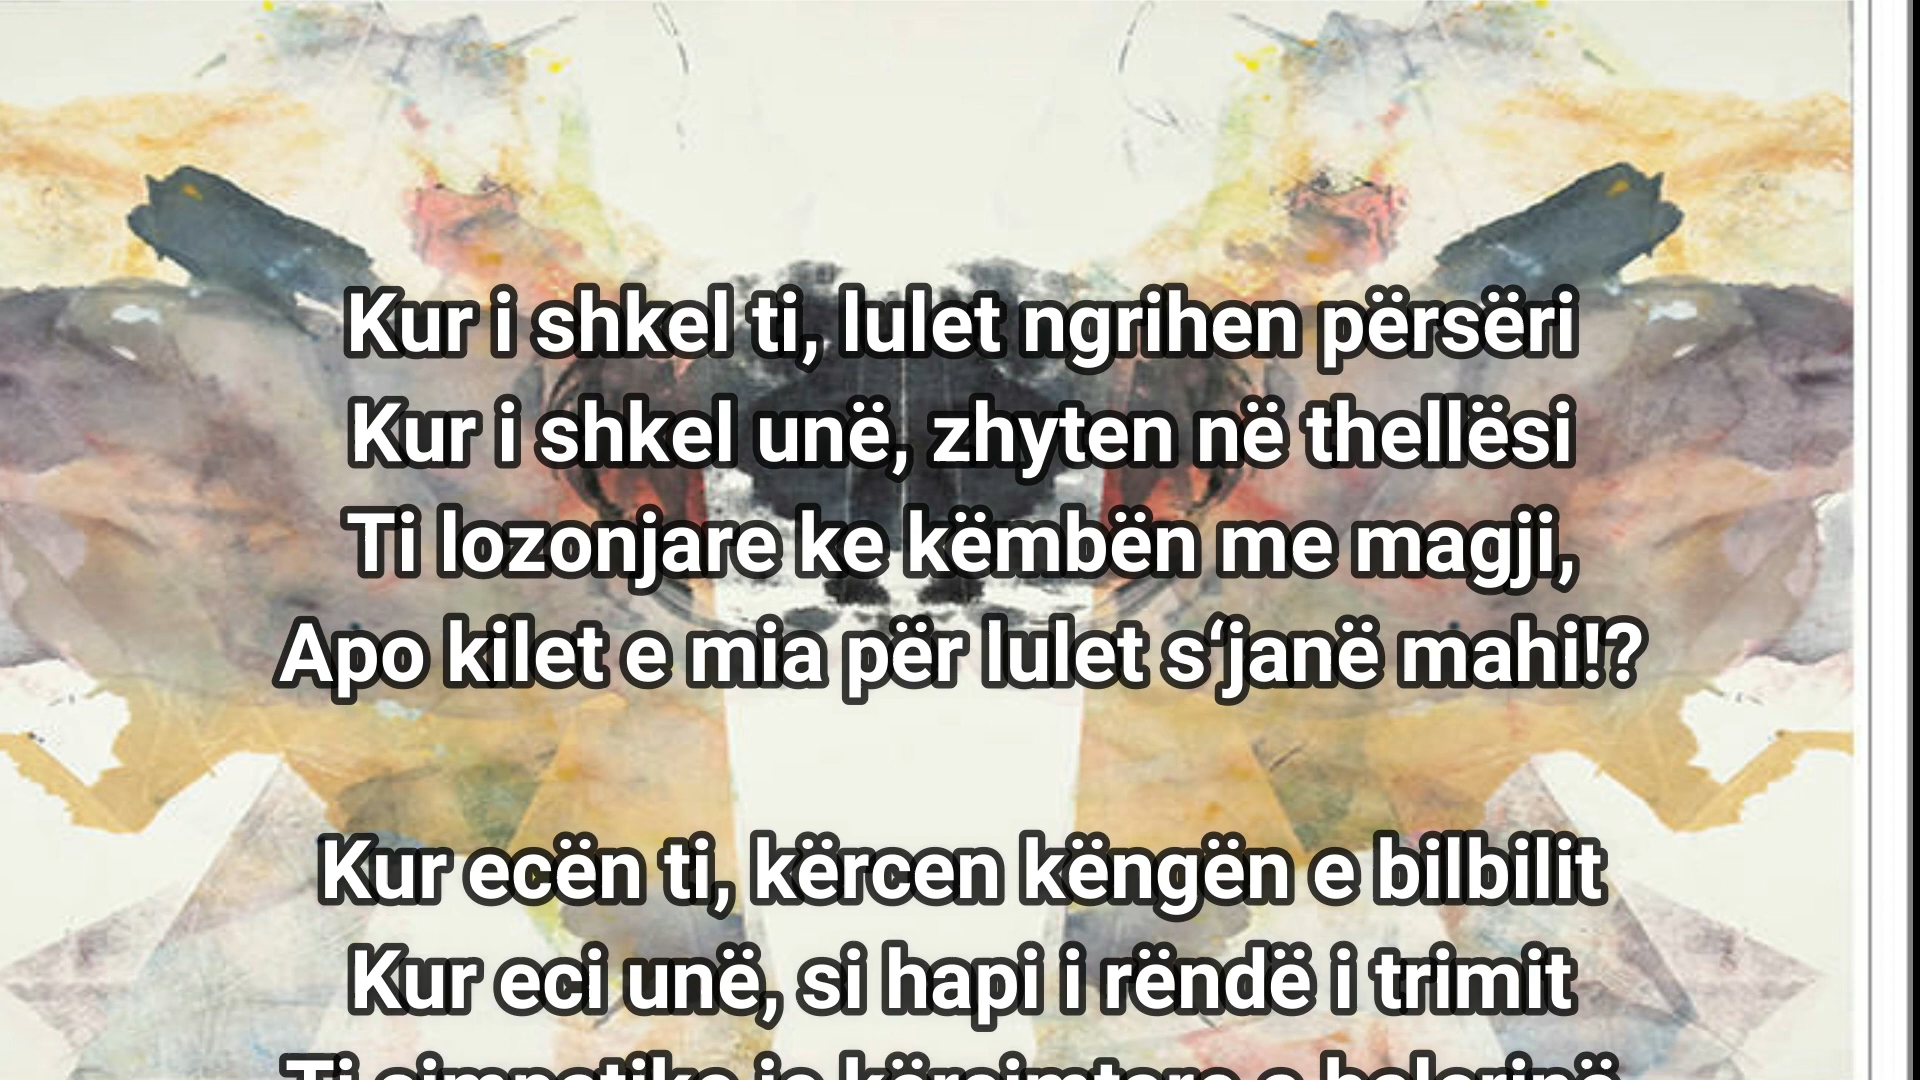 Kur i shkel ti, lulet ngrihen përsëri
Kur i shkel unë, zhyten në thellësi
Ti lozonjare ke këmbën me magji,
Apo kilet e mia për lulet s‘janë mahi!?
Kur ecën ti, kërcen këngën e bilbilit
Kur eci unë, si hapi i rëndë i trimit